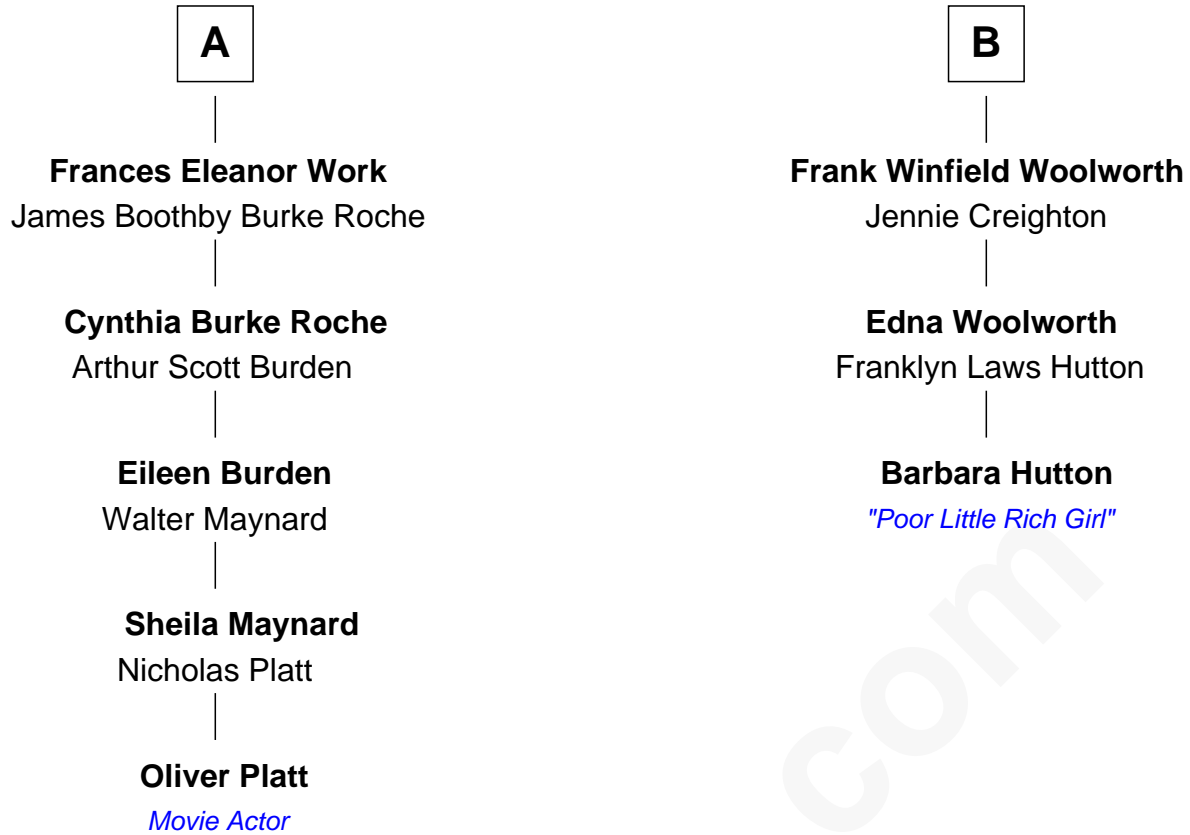 A
Frances Eleanor Work
James Boothby Burke Roche
Cynthia Burke Roche
Arthur Scott Burden
Eileen Burden
Walter Maynard
Sheila Maynard
Nicholas Platt
Oliver Platt
Movie Actor
B
Frank Winfield Woolworth
Jennie Creighton
Edna Woolworth
Franklyn Laws Hutton
Barbara Hutton
"Poor Little Rich Girl"
com